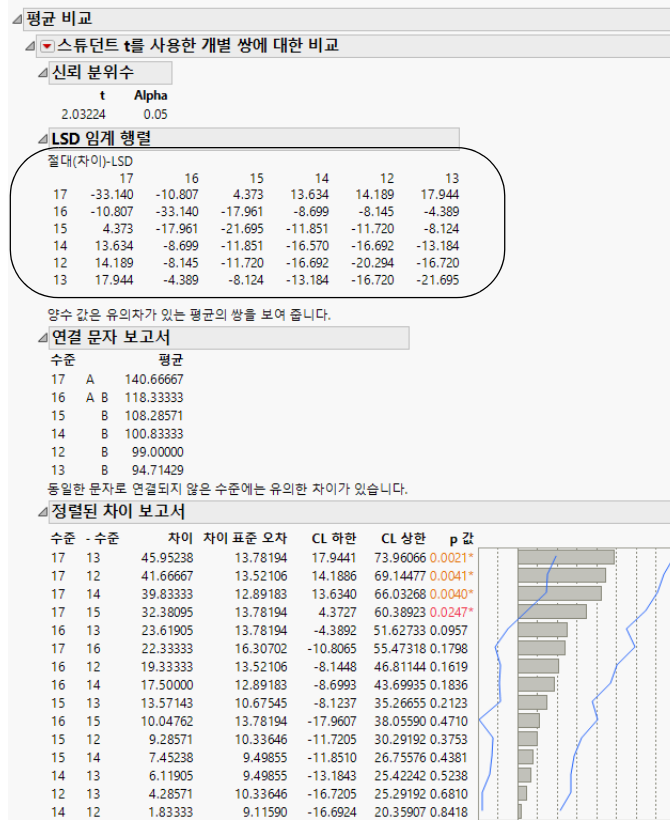 평균 비교
스튜던트 t를 사용한 개별 쌍에 대한 비교
신뢰 분위수
t Alpha
2.03224 0.05
LSD 임계 행렬
절대(차이)-LSD
17 16 15 14 12 13
17 -33.140 -10.807 4.373 13.634 14.189 17.944
16 -10.807 -33.140 -17.961 -8.699 -8.145 -4.389
15 4.373 -17.961 -21.695 -11.851 -11.720 -8.124
14 13.634 -8.699 -11.851 -16.570 -16.692 -13.184
12 14.189 -8.145 -11.720 -16.692 -20.294 -16.720
13 17.944 -4.389 -8.124 -13.184 -16.720 -21.695
양수 값은 유의차가 있는 평균의 쌍을 보여 줍니다.
연결 문자 보고서
수준 평균
17 A 140.66667
16 A B 118.33333
15 B 108.28571
14 B 100.83333
12 B 99.00000
13 B 94.71429
동일한 문자로 연결되지 않은 수준에는 유의한 차이가 있습니다.
정렬된 차이 보고서
수준 - 수준 차이 차이 표준 오차 CL 하한 CL 상한 p 값
17 13 45.95238 13.78194 17.9441 73.96066 0.0021*
17 12 41.66667 13.52106 14.1886 69.14477 0.0041*
17 14 39.83333 12.89183 13.6340 66.03268 0.0040*
17 15 32.38095 13.78194 4.3727 60.38923 0.0247*
16 13 23.61905 13.78194 -4.3892 51.62733 0.0957
17 16 22.33333 16.30702 -10.8065 55.47318 0.1798
16 12 19.33333 13.52106 -8.1448 46.81144 0.1619
16 14 17.50000 12.89183 -8.6993 43.69935 0.1836
15 13 13.57143 10.67545 -8.1237 35.26655 0.2123
16 15 10.04762 13.78194 -17.9607 38.05590 0.4710
15 12 9.28571 10.33646 -11.7205 30.29192 0.3753
15 14 7.45238 9.49855 -11.8510 26.75576 0.4381
14 13 6.11905 9.49855 -13.1843 25.42242 0.5238
12 13 4.28571 10.33646 -16.7205 25.29192 0.6810
14 12 1.83333 9.11590 -16.6924 20.35907 0.8418